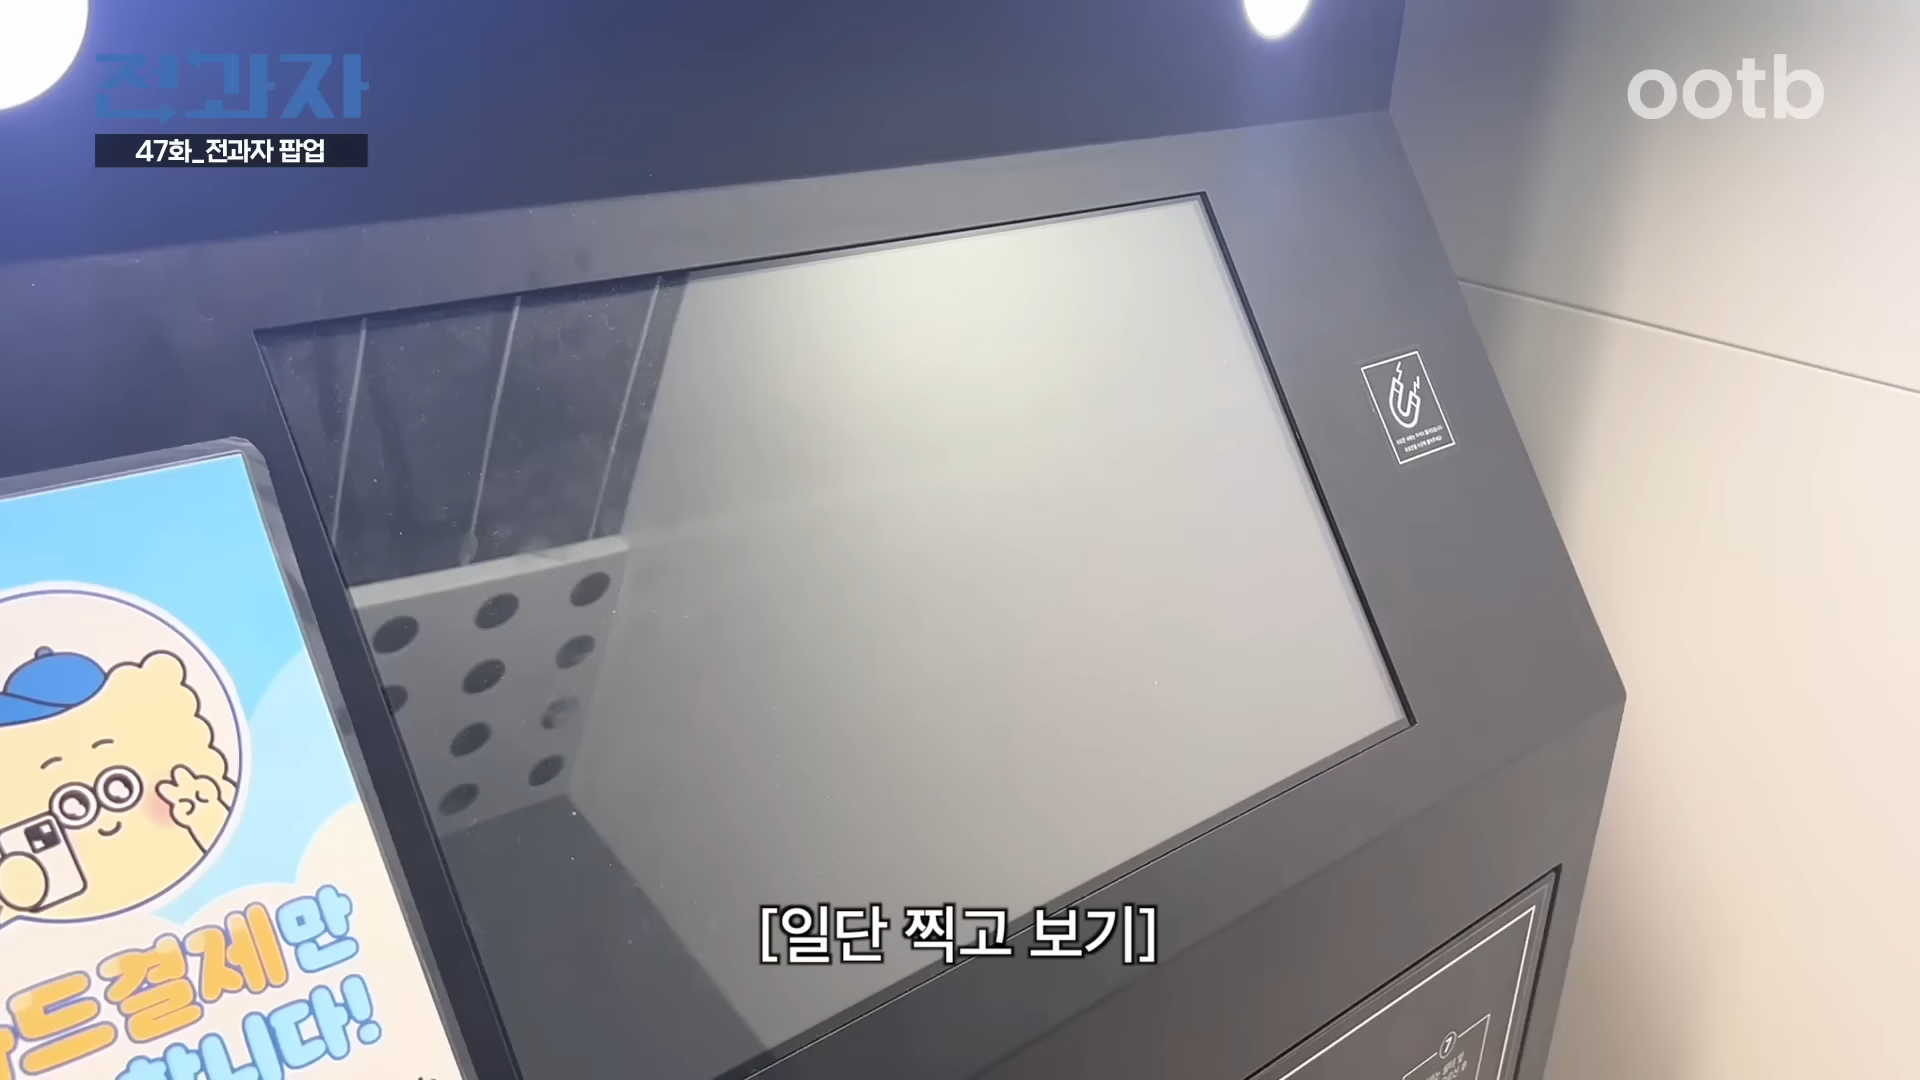 전과자
ootb
47화_전과자 팝업
드결제만
합니다!
[일단 찍고 보기]
7